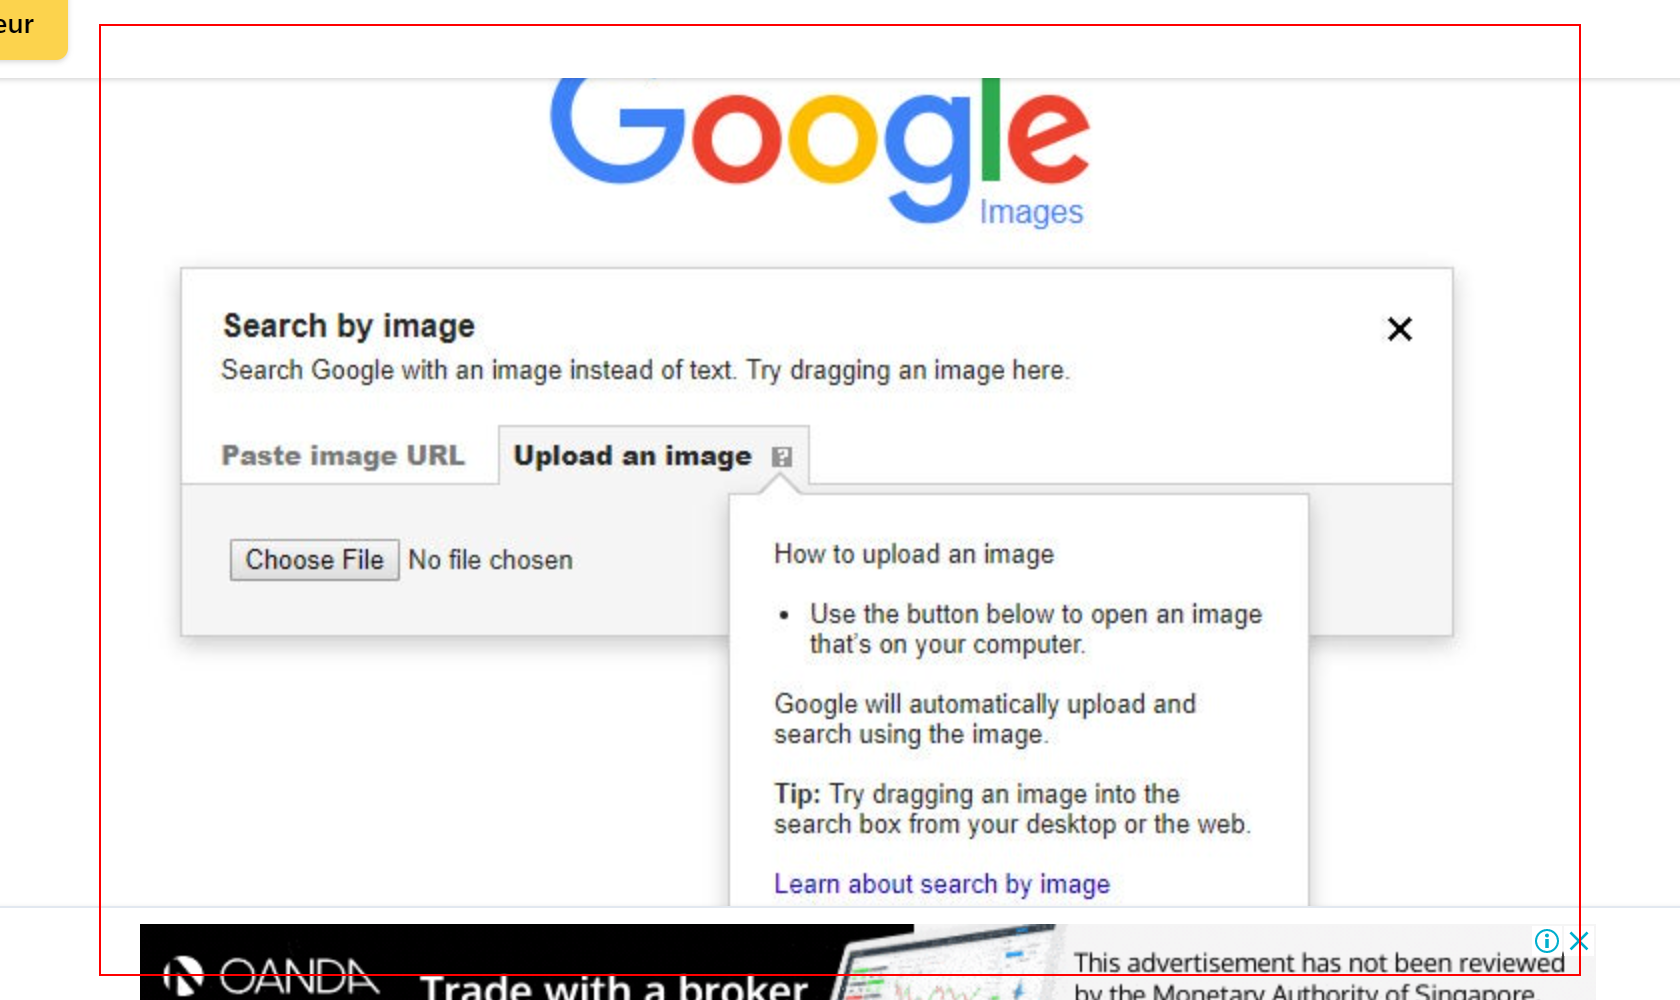 eur
Google
Images
Search by image
Search Google with an image instead of text. Try dragging an image here.
Paste image URL Upload an image ?
Choose File No file chosen
How to upload an image
• Use the button below to open an image
that's on your computer.
Google will automatically upload and
search using the image.
Tip: Try dragging an image into the
search box from your desktop or the web.
Learn about search by image
OANDA
Trade with a broker
This advertisement has not been reviewed
by the Monetary Authority of Singapore